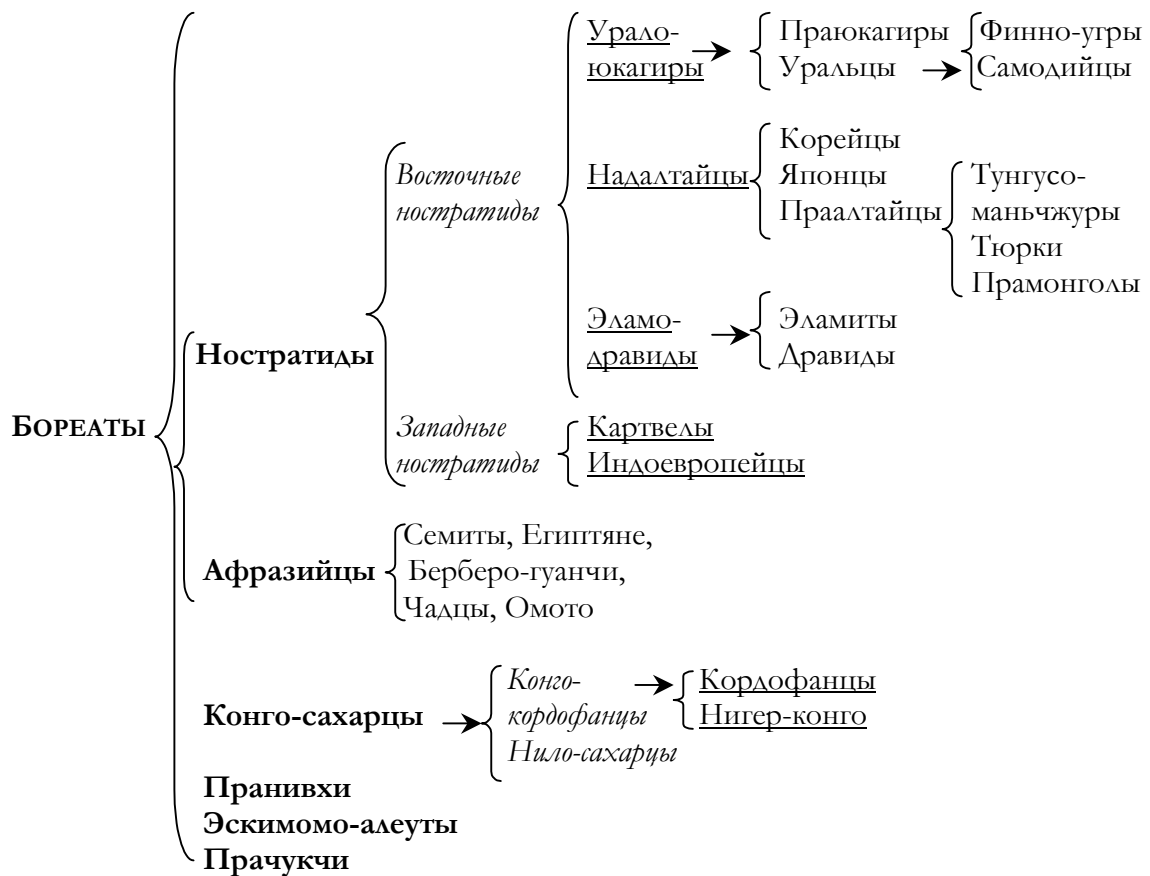 Урало-
юкагиры
Праюкагиры
Уральцы
Финно-угры
Самодийцы
Восточные
ностратиды
Надалтайцы
Корейцы
Японцы
Праалтайцы
Тунгусо-
маньчжуры
Тюрки
Прамонголы
Эламо-
дравиды
Эламиты
Дравиды
Ностратиды
БОРЕАТЫ
Западные
ностратиды
Картвелы
Индоевропейцы
Афразийцы
Семиты, Египтяне,
Берберо-гуанчи,
Чадцы, Омото
Конго-сахарцы
Конго-
кордофанцы
Нило-сахарцы
Кордофанцы
Нигер-конго
Пранивхи
Эскимомо-алеуты
Прачукчи